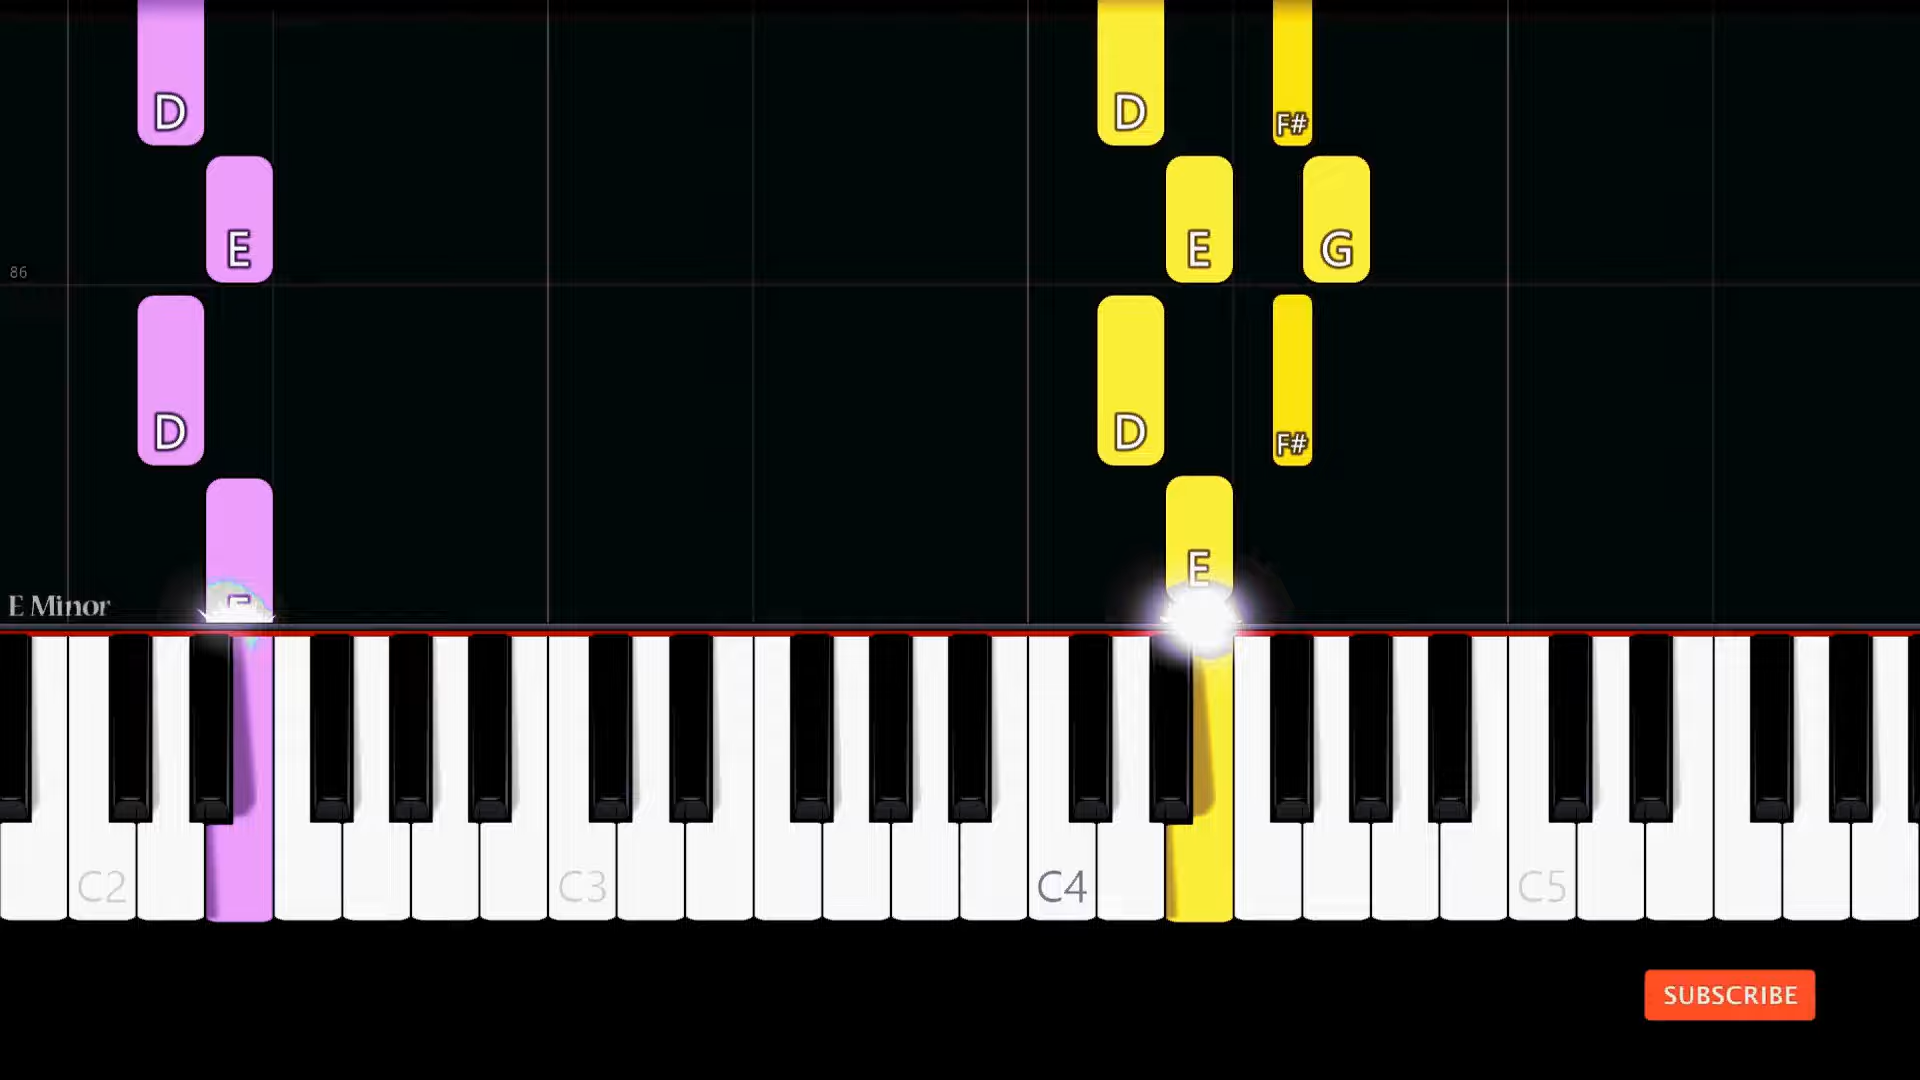 D D F#
E E G
86
D D F#
E E
E Minor
C2 C3 C4 C5
SUBSCRIBE